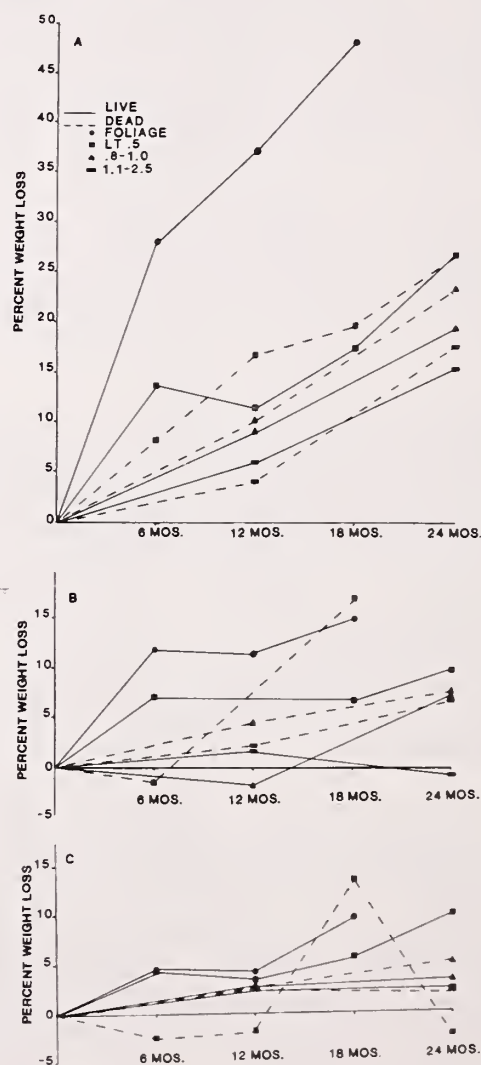 50
A
45
LIVE
DEAD
40
FOLIAGE
LT .5
.8-1.0
35
1.1-2.5
30
PERCENT WEIGHT LOSS
25
20
15
10
5
0
6 MOS.
12 MOS.
18 MOS.
24 MOS.
B
15
PERCENT WEIGHT LOSS
10
5
0
-5
6 MOS.
12 MOS.
18 MOS.
24 MOS.
C
15
PERCENT WEIGHT LOSS
10
5
0
-5
6 MOS.
12 MOS.
18 MOS.
24 MOS.